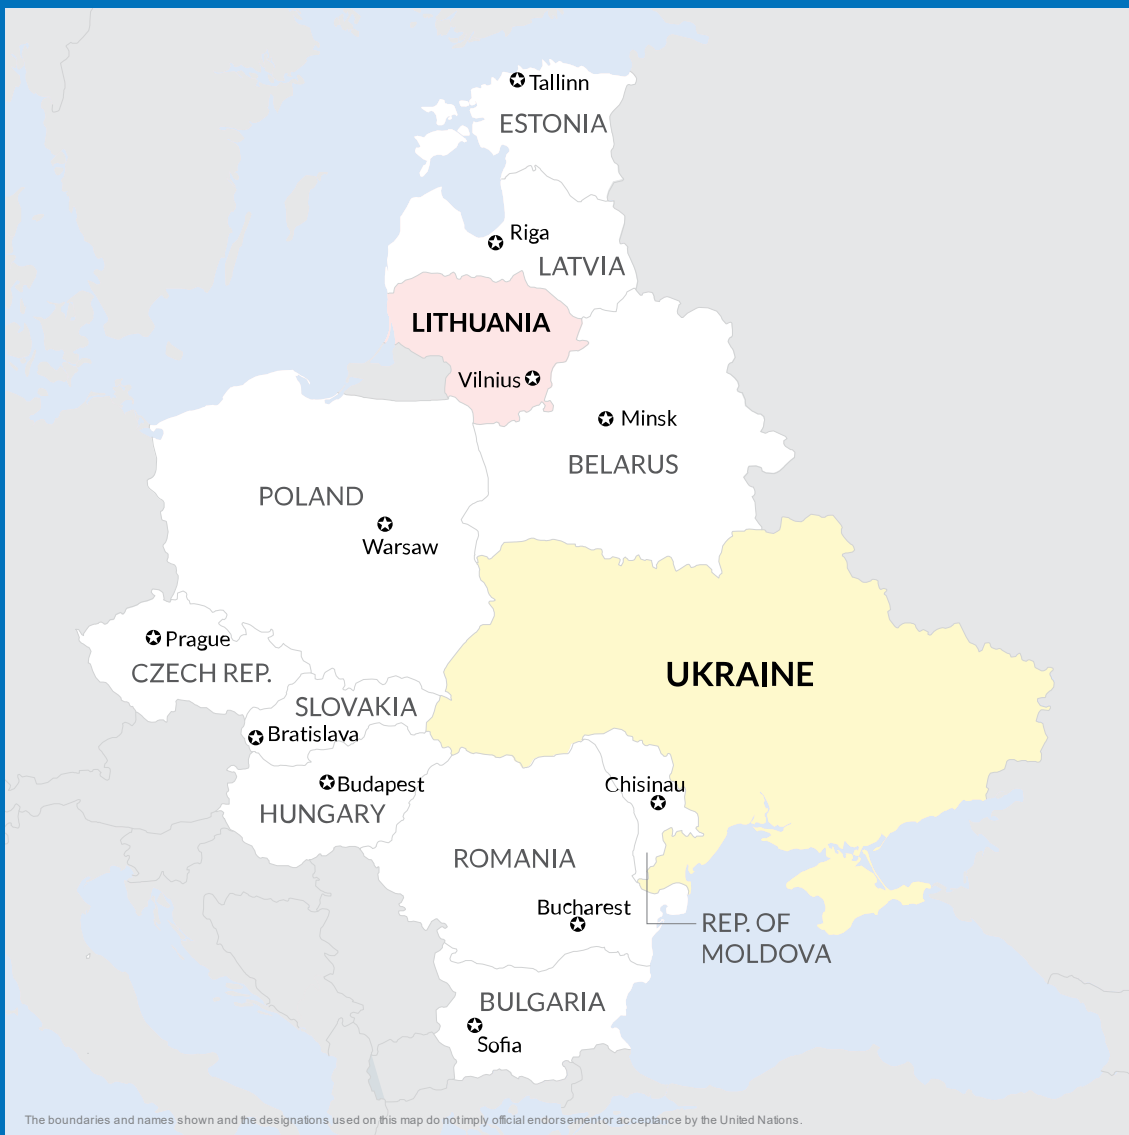 Tallinn
ESTONIA
Riga
LATVIA
LITHUANIA
Vilnius
Minsk
BELARUS
POLAND
Warsaw
Prague
CZECH REP.
UKRAINE
SLOVAKIA
Bratislava
Budapest
HUNGARY
Chisinau
ROMANIA
Bucharest
REP. OF
MOLDOVA
BULGARIA
Sofia
The boundaries and names shown and the designations used on this map do not imply official endorsement or acceptance by the United Nations.